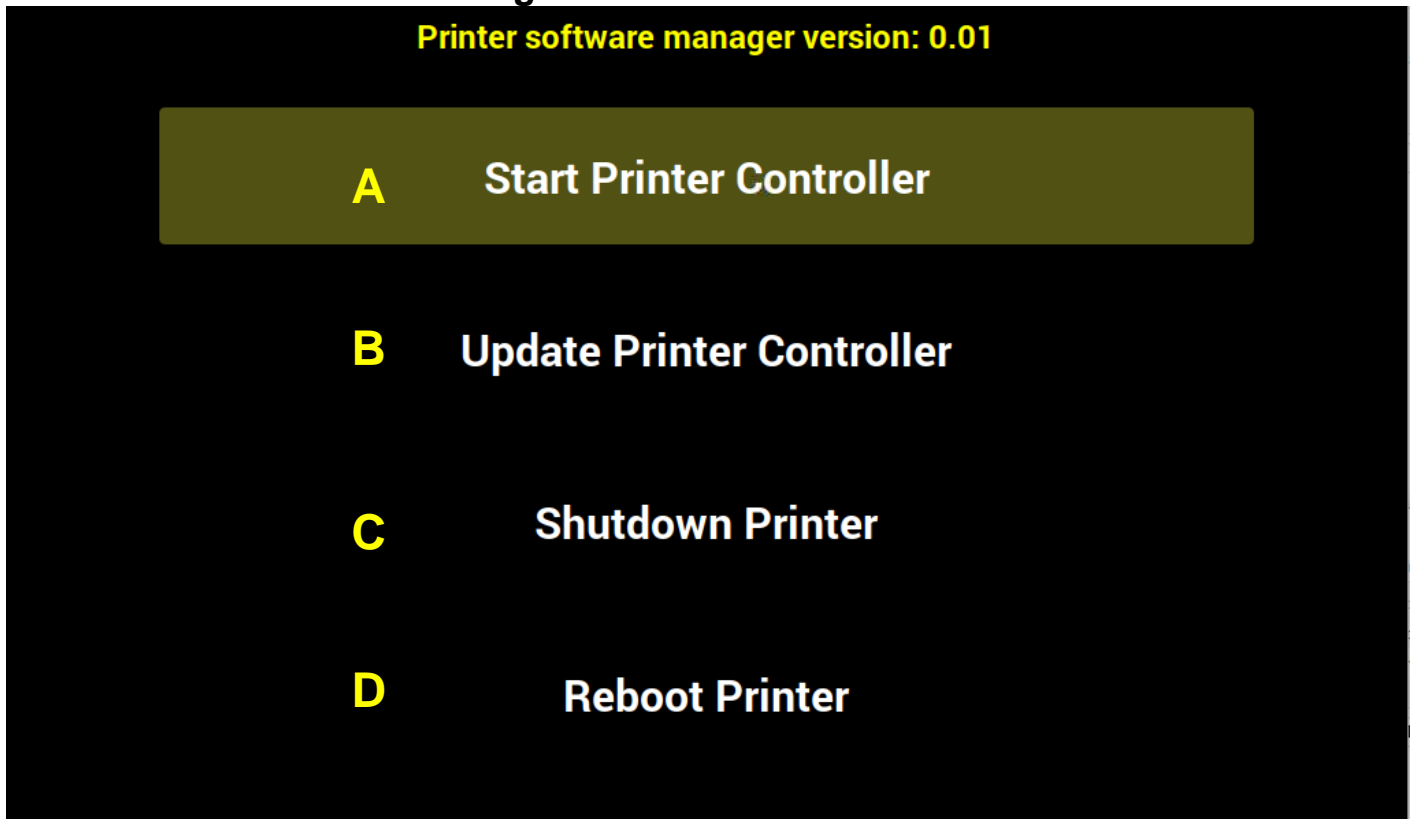 Printer software manager version: 0.01
A Start Printer Controller
B Update Printer Controller
C Shutdown Printer
D Reboot Printer